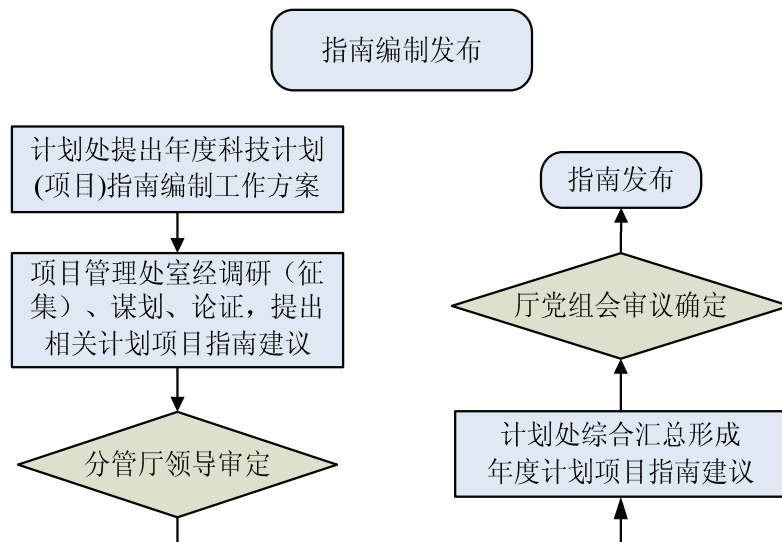 指南编制发布
计划处提出年度科技计划
(项目)指南编制工作方案
项目管理处室经调研（征
集）、谋划、论证，提出
相关计划项目指南建议
分管厅领导审定
指南发布
厅党组会审议确定
计划处综合汇总形成
年度计划项目指南建议